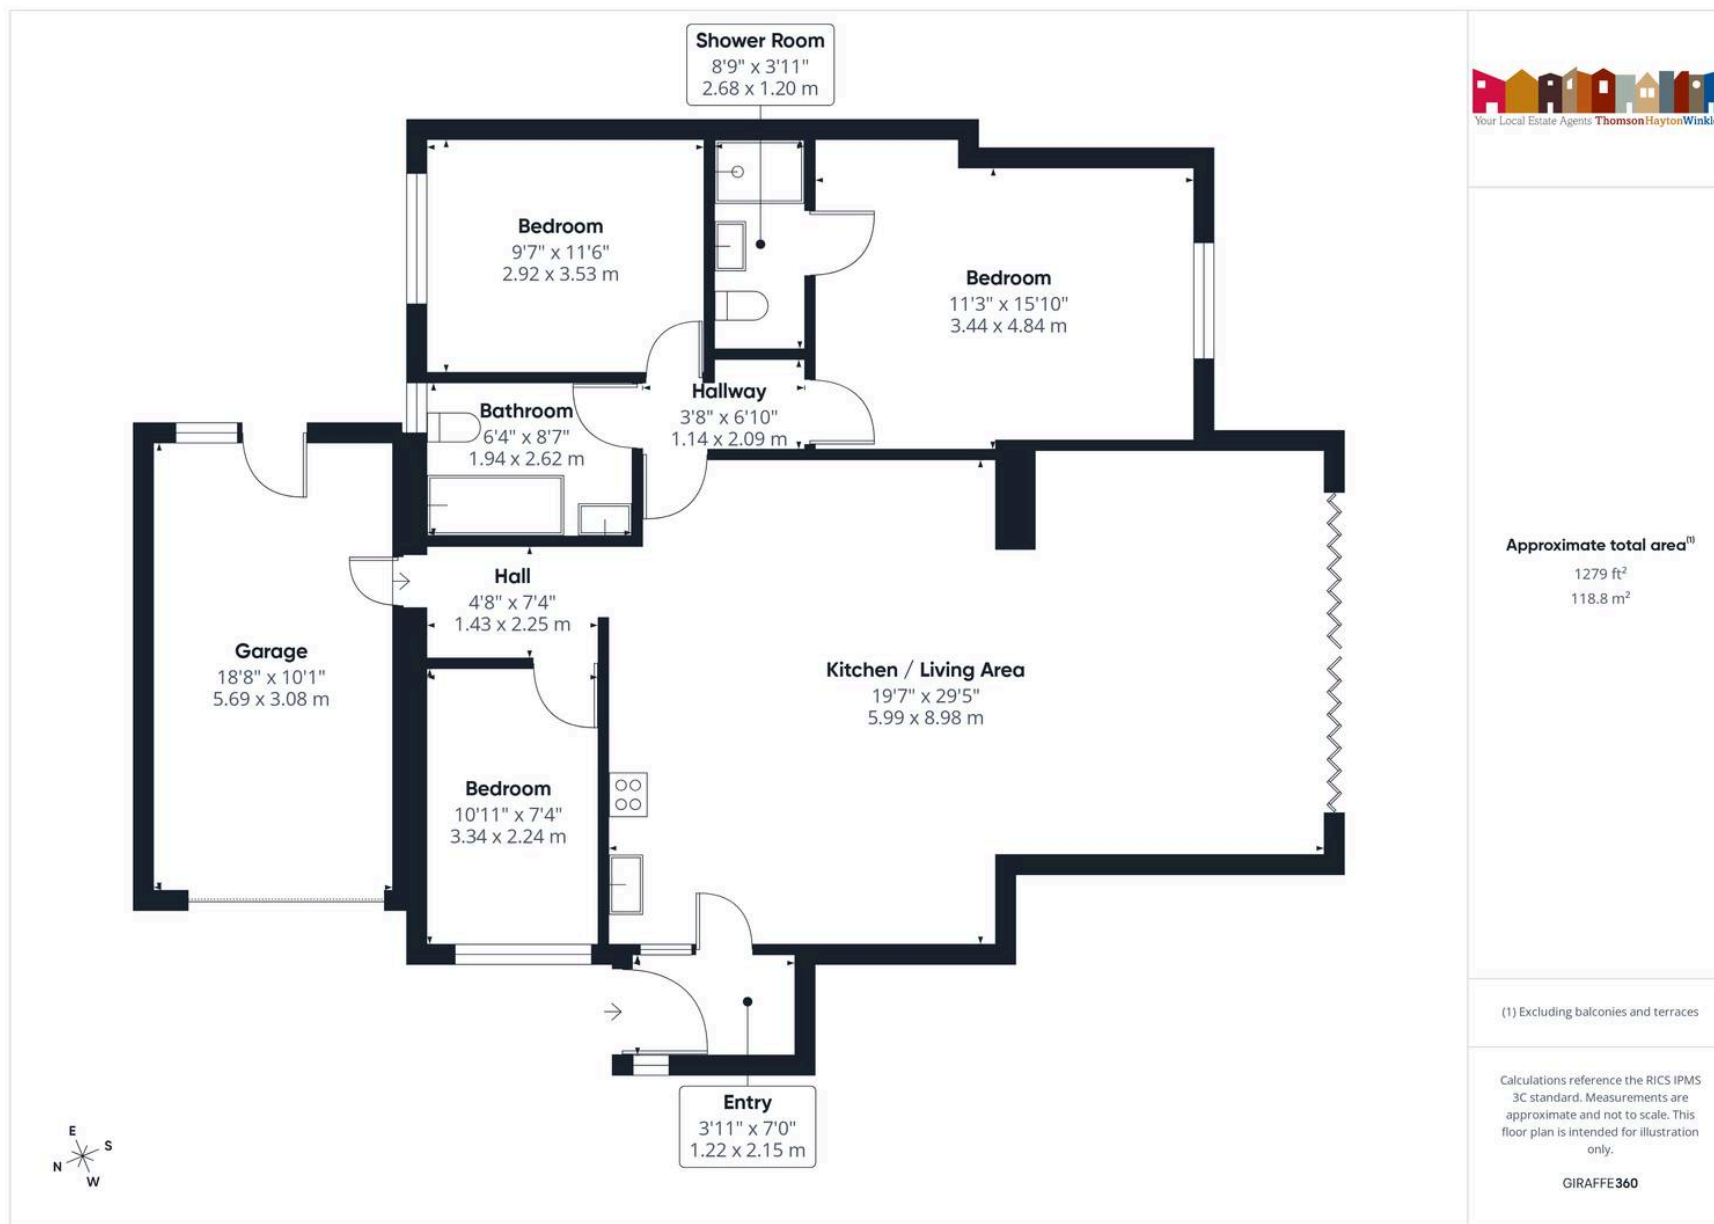 Shower Room
8'9" x 3'11"
2.68 x 1.20 m
Bedroom
9'7" x 11'6"
2.92 x 3.53 m
Bedroom
11'3" x 15'10"
3.44 x 4.84 m
Hallway
3'8" x 6'10"
1.14 x 2.09 m
Bathroom
6'4" x 8'7"
1.94 x 2.62 m
Hall
4'8" x 7'4"
1.43 x 2.25 m
Garage
18'8" x 10'1"
5.69 x 3.08 m
Kitchen / Living Area
19'7" x 29'5"
5.99 x 8.98 m
Bedroom
10'11" x 7'4"
3.34 x 2.24 m
Entry
3'11" x 7'0"
1.22 x 2.15 m
E
S
N
W
Your Local Estate Agents ThomsonHaytonWinkl
Approximate total area(1)
1279 ft²
118.8 m²
(1) Excluding balconies and terraces
Calculations reference the RICS IPMS
3C standard. Measurements are
approximate and not to scale. This
floor plan is intended for illustration
only.
GIRAFFE360